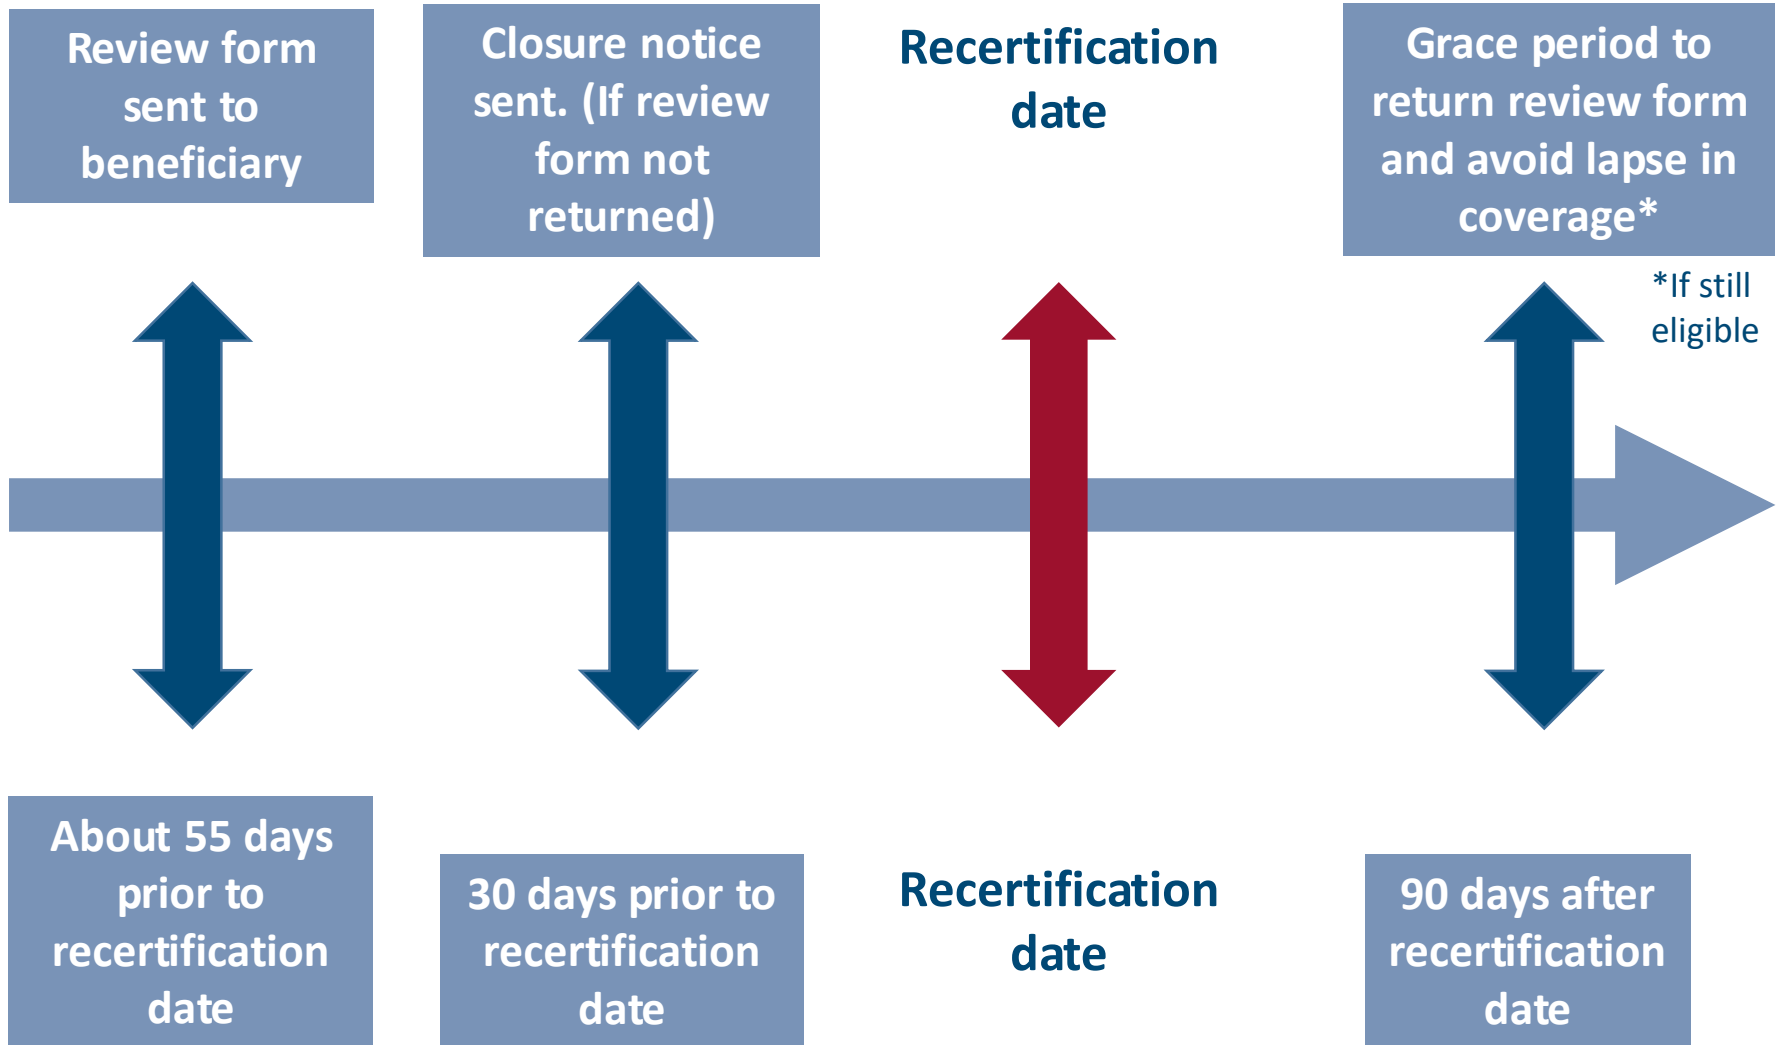 Review form
sent to
beneficiary
Closure notice
sent. (If review
form not
returned)
Recertification
date
Grace period to
return review form
and avoid lapse in
coverage*
*If still
eligible
About 55 days
prior to
recertification
date
30 days prior to
recertification
date
Recertification
date
90 days after
recertification
date